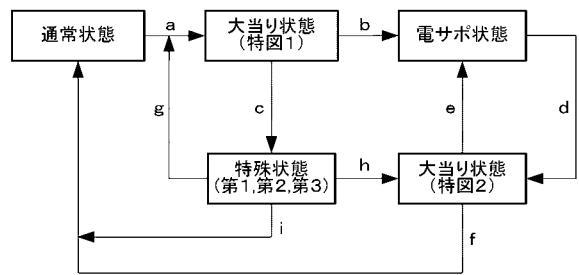 通常状態
a
大当り状態
(特図1)
b
電サポ状態
g
c
e
d
特殊状態
(第1,第2,第3)
h
大当り状態
(特図2)
i
f